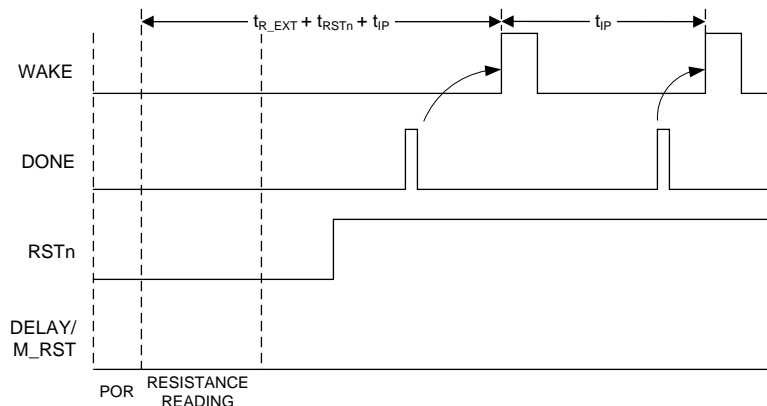 t_R_EXT + t_RSTn + t_IP
t_IP
WAKE
DONE
RSTn
DELAY/
M_RST
POR
RESISTANCE
READING